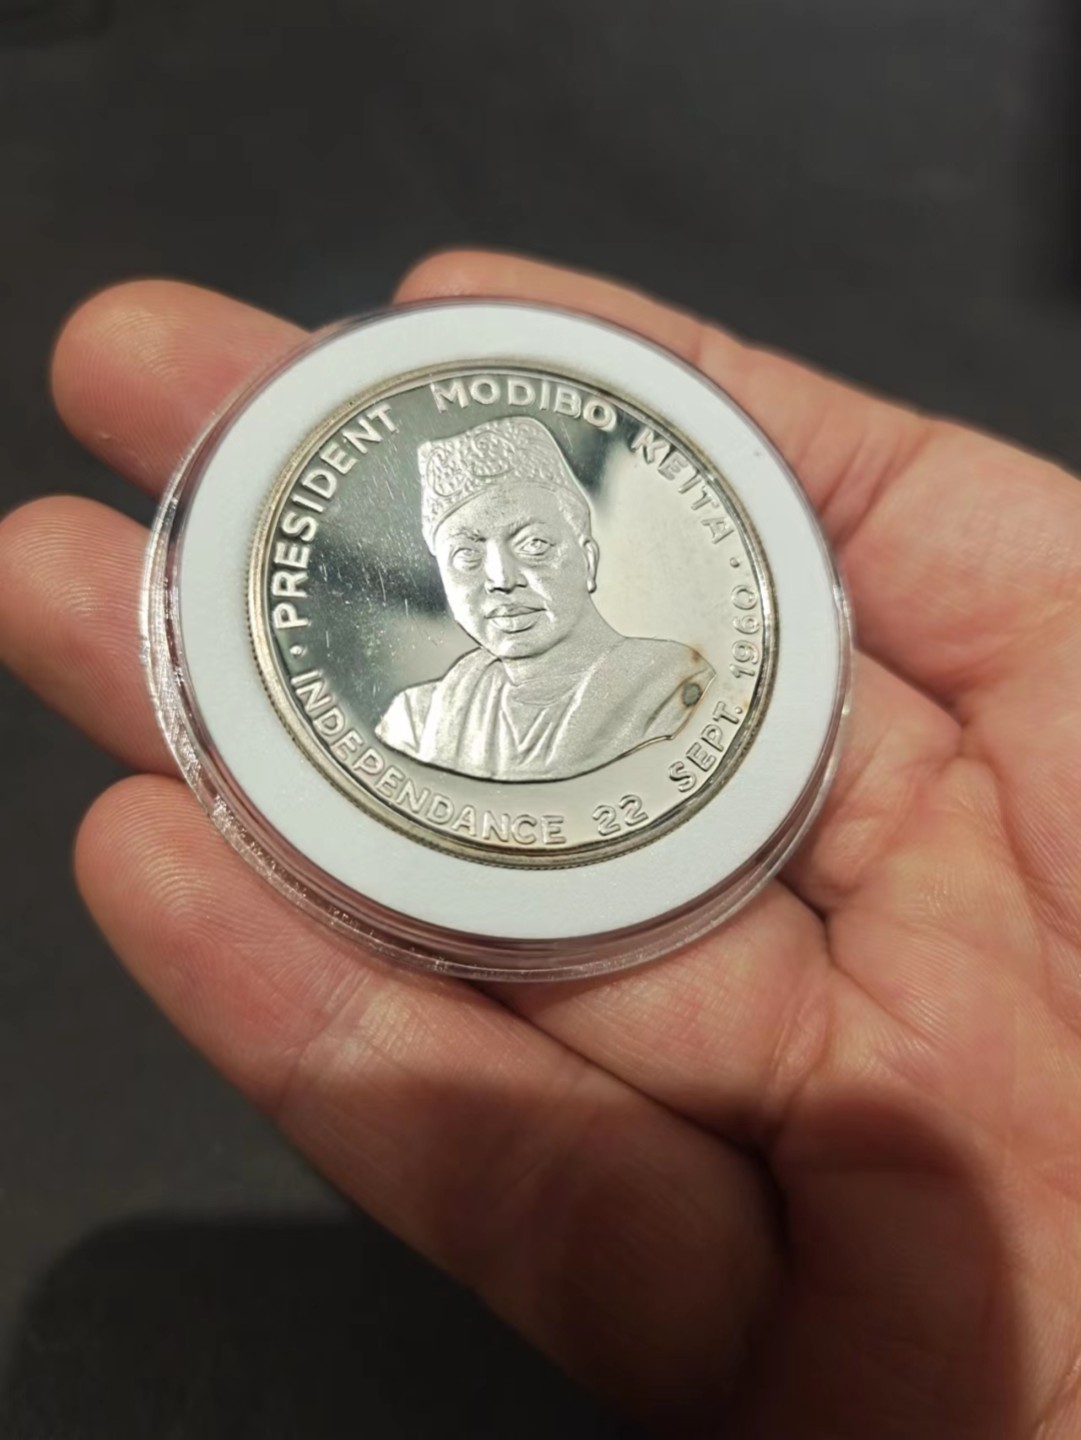 • PRESIDENT MODIBO KEITA •
INDEPENDANCE 22 SEPT. 1960